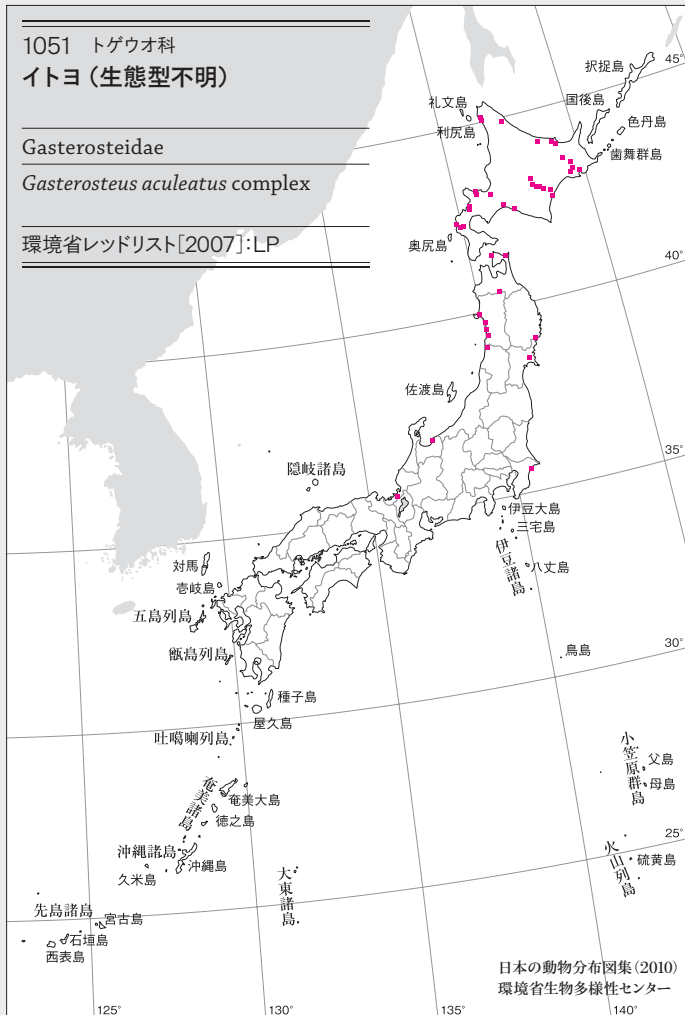 1051 トゲウオ科
イトヨ（生態型不明）
Gasterosteidae
Gasterosteus aculeatus complex
環境省レッドリスト［2007］：LP
択捉島
45°
国後島
礼文島
色丹島
利尻島
歯舞群島
奥尻島
40°
佐渡島
35°
隠岐諸島
伊豆大島
三宅島
伊豆諸島
八丈島
対馬
壱岐島
五島列島
甑島列島
鳥島
30°
種子島
屋久島
吐噶喇列島
小笠原群島
父島
母島
奄美諸島
奄美大島
徳之島
25°
沖縄諸島
沖縄島
久米島
火山列島
硫黄島
大東諸島
先島諸島
宮古島
石垣島
西表島
日本の動物分布図集（2010）
環境省生物多様性センター
125°
130°
135°
140°